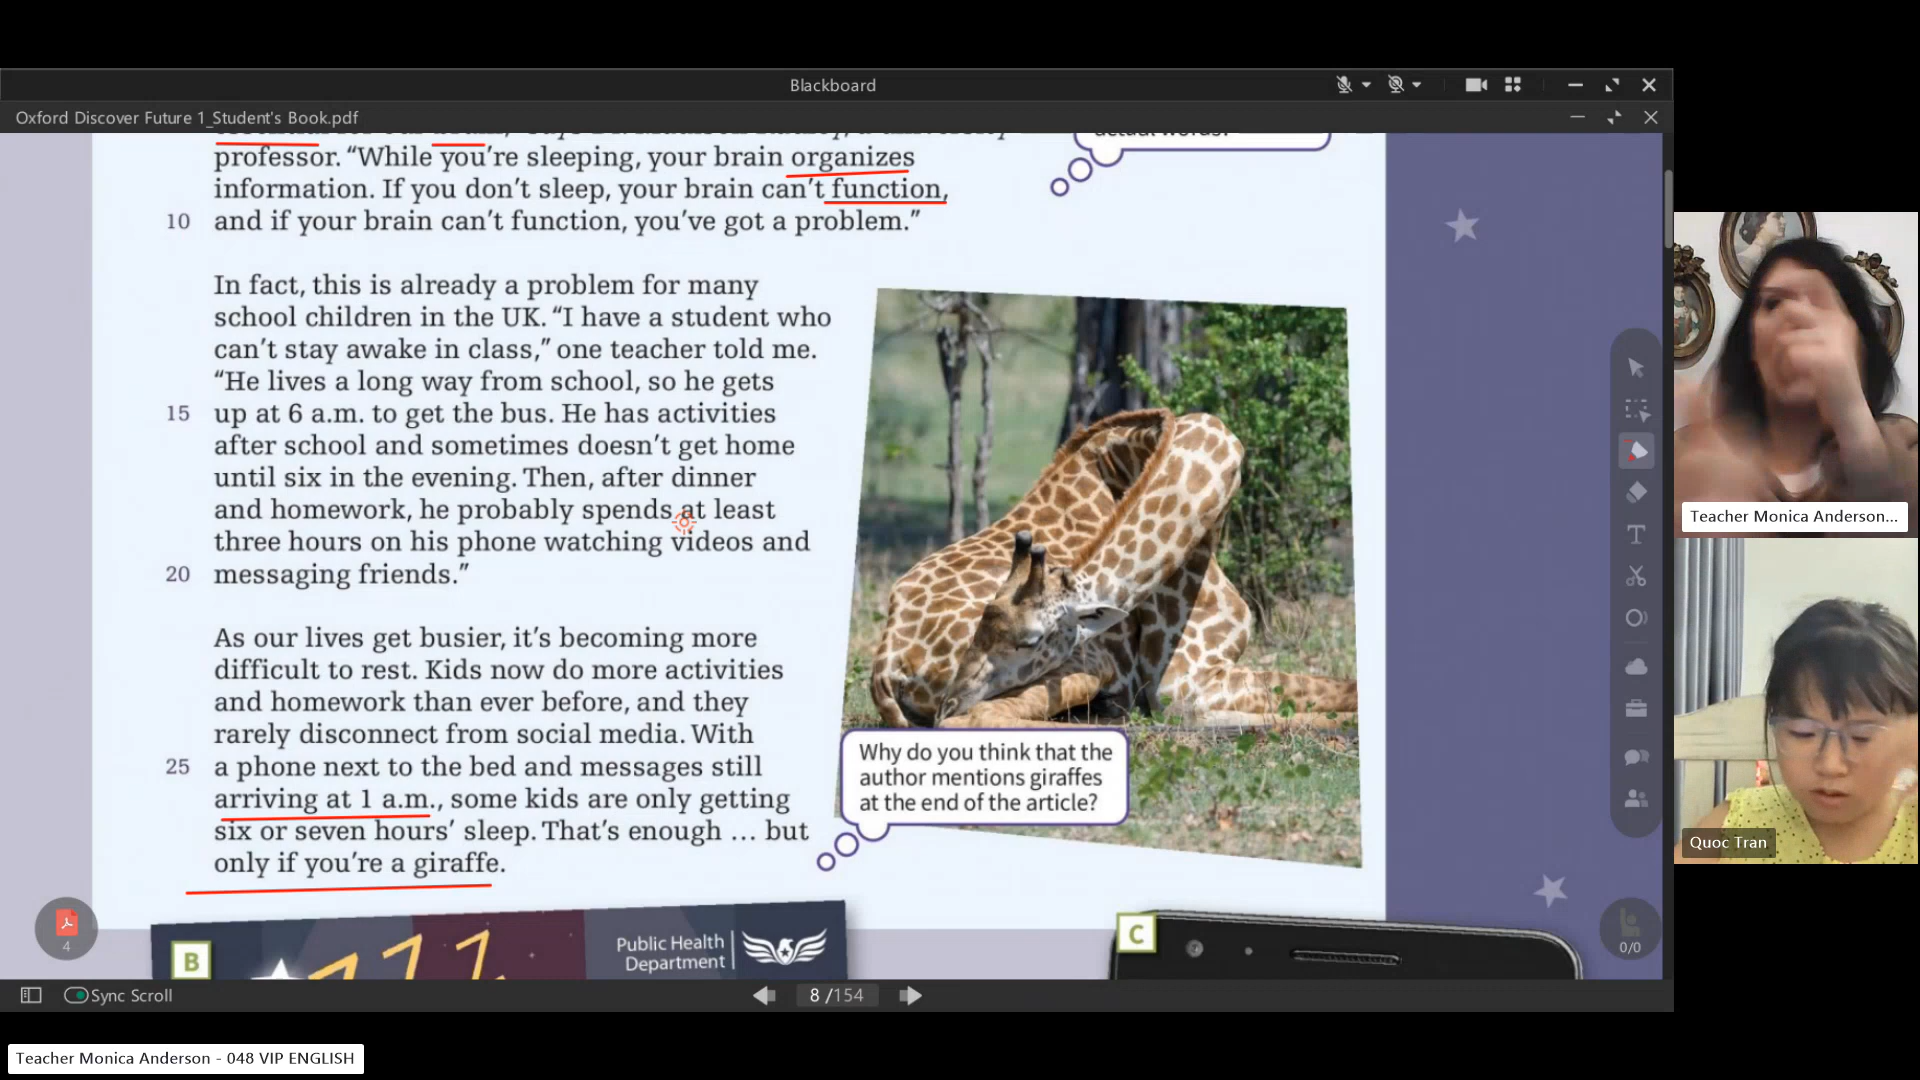 Blackboard
Oxford Discover Future 1_Student's Book.pdf
professor. “While you’re sleeping, your brain organizes
information. If you don’t sleep, your brain can’t function,
10 and if your brain can’t function, you’ve got a problem.”
In fact, this is already a problem for many
school children in the UK. “I have a student who
can’t stay awake in class,” one teacher told me.
“He lives a long way from school, so he gets
15 up at 6 a.m. to get the bus. He has activities
after school and sometimes doesn’t get home
until six in the evening. Then, after dinner
and homework, he probably spends at least
three hours on his phone watching videos and
20 messaging friends.”
As our lives get busier, it’s becoming more
difficult to rest. Kids now do more activities
and homework than ever before, and they
rarely disconnect from social media. With
25 a phone next to the bed and messages still
arriving at 1 a.m., some kids are only getting
six or seven hours’ sleep. That’s enough … but
only if you’re a giraffe.
Why do you think that the
author mentions giraffes
at the end of the article?
B
Public Health
Department
C
4
0/0
Sync Scroll
8 /154
Teacher Monica Anderson...
Quoc Tran
Teacher Monica Anderson - 048 VIP ENGLISH